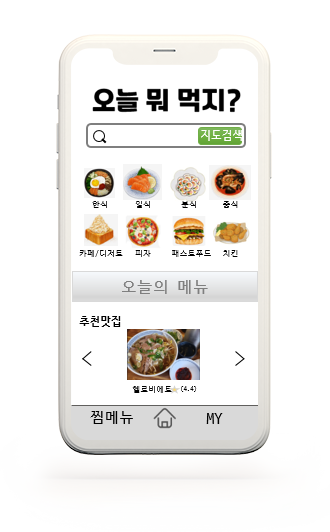 오늘 뭐 먹지?
지도검색
한식 일식 분식 중식
카페/디저트 피자 패스트푸드 치킨
오늘의 메뉴
추천맛집
헬로비에트 (4.4)
찜메뉴 MY